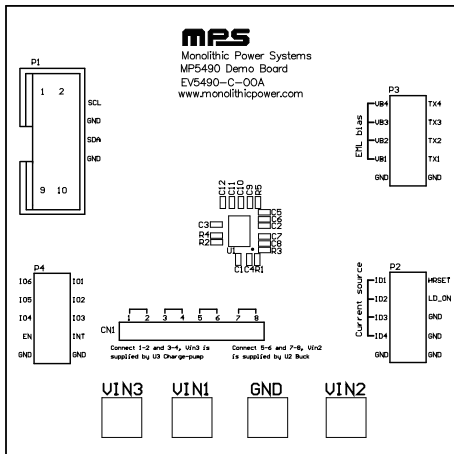 MPS
Monolithic Power Systems
MP5490 Demo Board
EV5490-C-00A
www.monolithicpower.com
P1
1 2
SCL
GND
SDA
GND
9 10
P3
EML bias
VB4 TX4
VB3 TX3
VB2 TX2
VB1 TX1
GND GND
C12 C11 C10 C9 R5
C3
R4
R2
U1
C5
C6
C2
C7
C8
R3
C1 C4 R1
P4
IO6 IO1
IO5 IO2
IO4 IO3
EN INT
GND GND
P2
Current source
ID1 HRSET
ID2 LD_ON
ID3 GND
ID4 GND
GND GND
1 2 3 4 5 6 7 8
CN1
Connect 1-2 and 3-4, Vin3 is
supplied by U3 Charge-pump
Connect 5-6 and 7-8, Vin2
is supplied by U2 Buck
VIN3 VIN1 GND VIN2